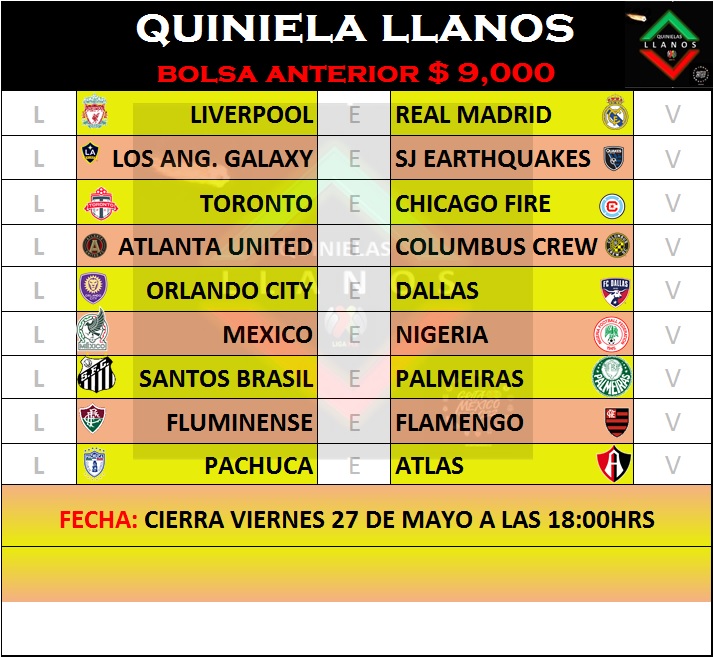 QUINIELA LLANOS
BOLSA ANTERIOR $ 9,000
QUINIELAS
LLANOS
L LIVERPOOL E REAL MADRID V
L LOS ANG. GALAXY E SJ EARTHQUAKES V
L TORONTO E CHICAGO FIRE V
L ATLANTA UNITED E COLUMBUS CREW V
L ORLANDO CITY E DALLAS V
L MEXICO E NIGERIA V
L SANTOS BRASIL E PALMEIRAS V
L FLUMINENSE E FLAMENGO V
L PACHUCA E ATLAS V
QUINIELAS
LLANOS
FECHA: CIERRA VIERNES 27 DE MAYO A LAS 18:00HRS